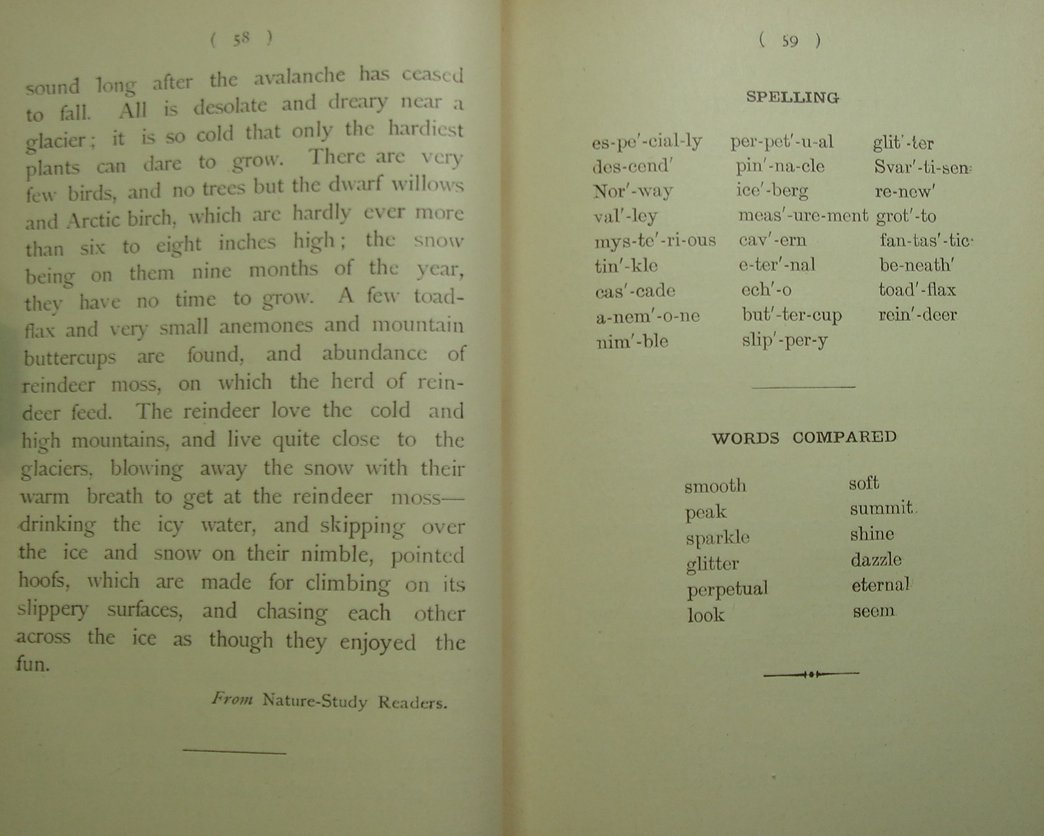 ( 58 )
sound long after the avalanche has ceased
to fall. All is desolate and dreary near a
glacier; it is so cold that only the hardiest
plants can dare to grow. There are very
few birds, and no trees but the dwarf willows
and Arctic birch, which are hardly ever more
than six to eight inches high; the snow
being on them nine months of the year,
they have no time to grow. A few toad-
flax and very small anemones and mountain
buttercups are found, and abundance of
reindeer moss, on which the herd of rein-
deer feed. The reindeer love the cold and
high mountains, and live quite close to the
glaciers, blowing away the snow with their
warm breath to get at the reindeer moss—
drinking the icy water, and skipping over
the ice and snow on their nimble, pointed
hoofs, which are made for climbing on its
slippery surfaces, and chasing each other
across the ice as though they enjoyed the
fun.
From Nature-Study Readers.
( 59 )
SPELLING
es-pe'-cial-ly per-pet'-u-al glit'-ter
des-cend' pin'-na-cle Svar'-ti-sen
Nor'-way ice'-berg re-new'
val'-ley meas'-ure-ment grot'-to
mys-te'-ri-ous cav'-ern fan-tas'-tic
tin'-kle e-ter'-nal be-neath'
cas'-cade ech'-o toad'-flax
a-nem'-o-ne but'-ter-cup rein'-deer
nim'-ble slip'-per-y
WORDS COMPARED
smooth soft
peak summit
sparkle shine
glitter dazzle
perpetual eternal
look seem